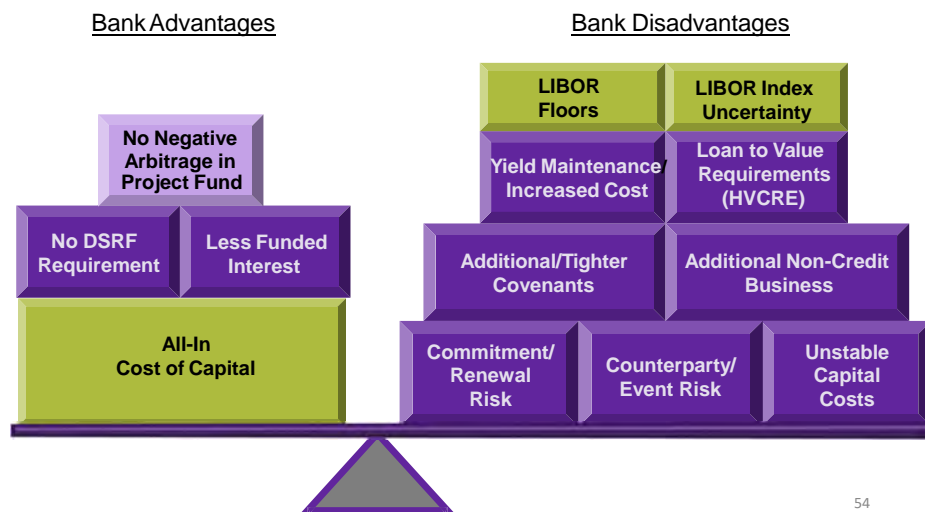 Bank Advantages
Bank Disadvantages
No Negative
Arbitrage in
Project Fund
No DSRF
Requirement
Less Funded
Interest
All-In
Cost of Capital
LIBOR
Floors
LIBOR Index
Uncertainty
Yield Maintenance/
Increased Cost
Loan to Value
Requirements
(HVCRE)
Additional/Tighter
Covenants
Additional Non-Credit
Business
Commitment/
Renewal
Risk
Counterparty/
Event Risk
Unstable
Capital
Costs
54